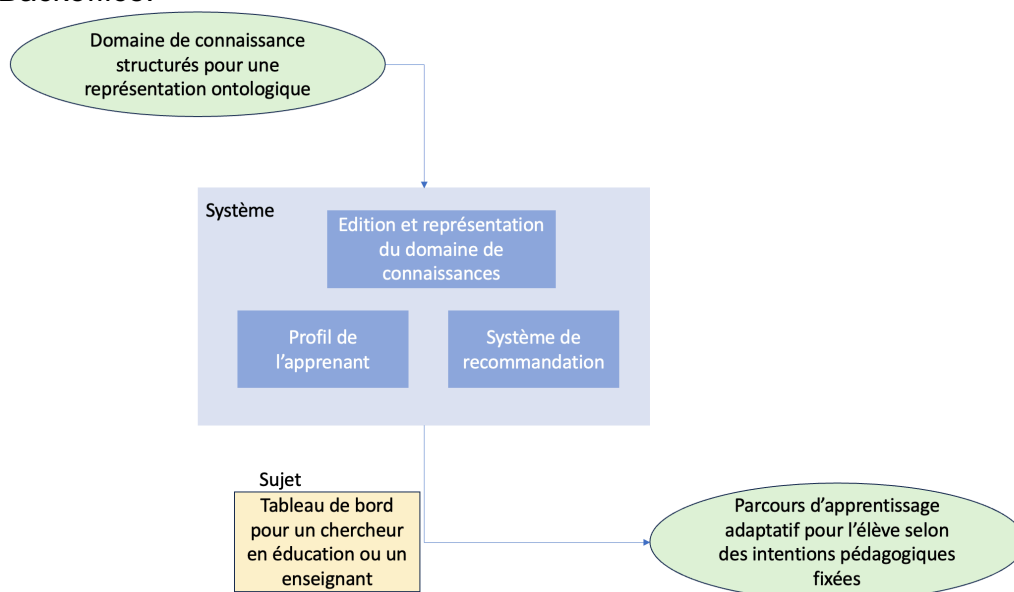 Domaine de connaissance
structurés pour une
représentation ontologique
Système
Edition et représentation
du domaine de
connaissances
Profil de
l'apprenant
Système de
recommandation
Sujet
Tableau de bord
pour un chercheur
en éducation ou un
enseignant
Parcours d'apprentissage
adaptatif pour l'élève selon
des intentions pédagogiques
fixées